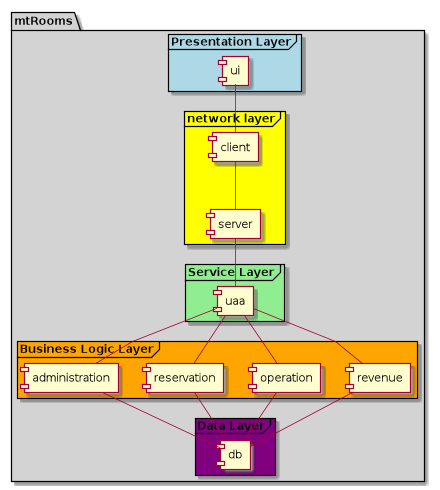 mtRooms
Presentation Layer
ui
network layer
client
server
Service Layer
uaa
Business Logic Layer
administration
reservation
operation
revenue
Data Layer
db